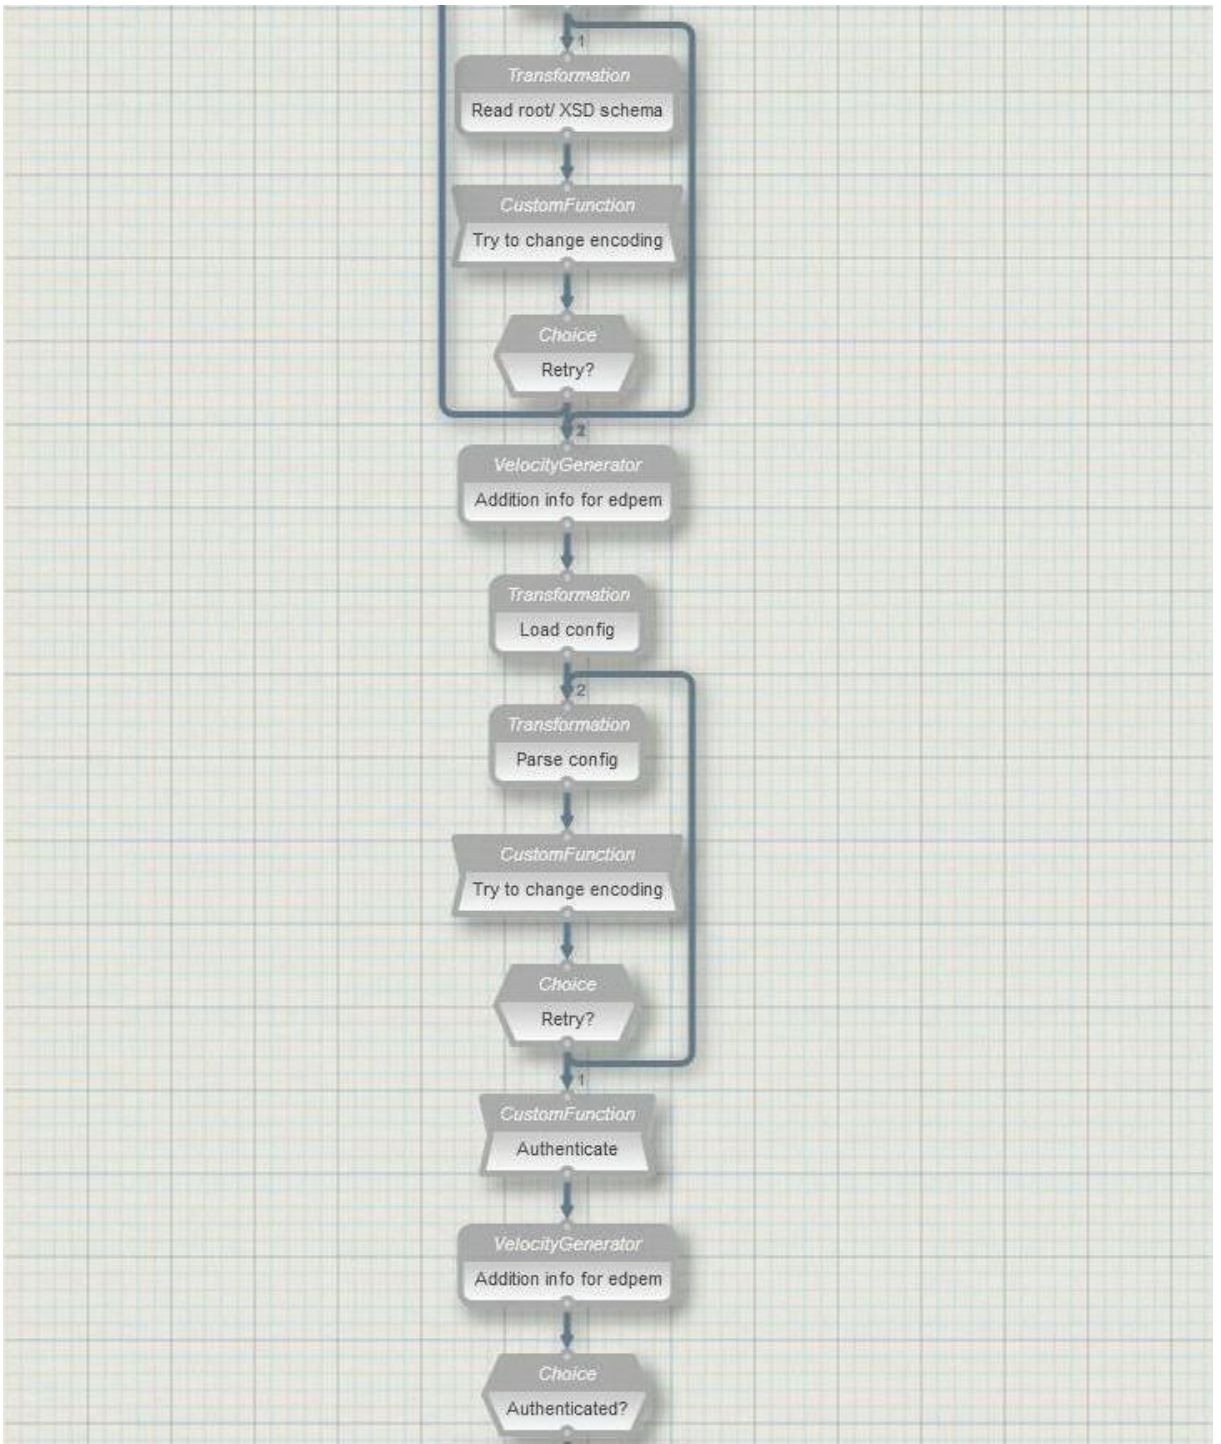 1
Transformation
Read root/ XSD schema
CustomFunction
Try to change encoding
Choice
Retry?
2
VelocityGenerator
Addition info for edpem
Transformation
Load config
2
Transformation
Parse config
CustomFunction
Try to change encoding
Choice
Retry?
1
CustomFunction
Authenticate
VelocityGenerator
Addition info for edpem
Choice
Authenticated?